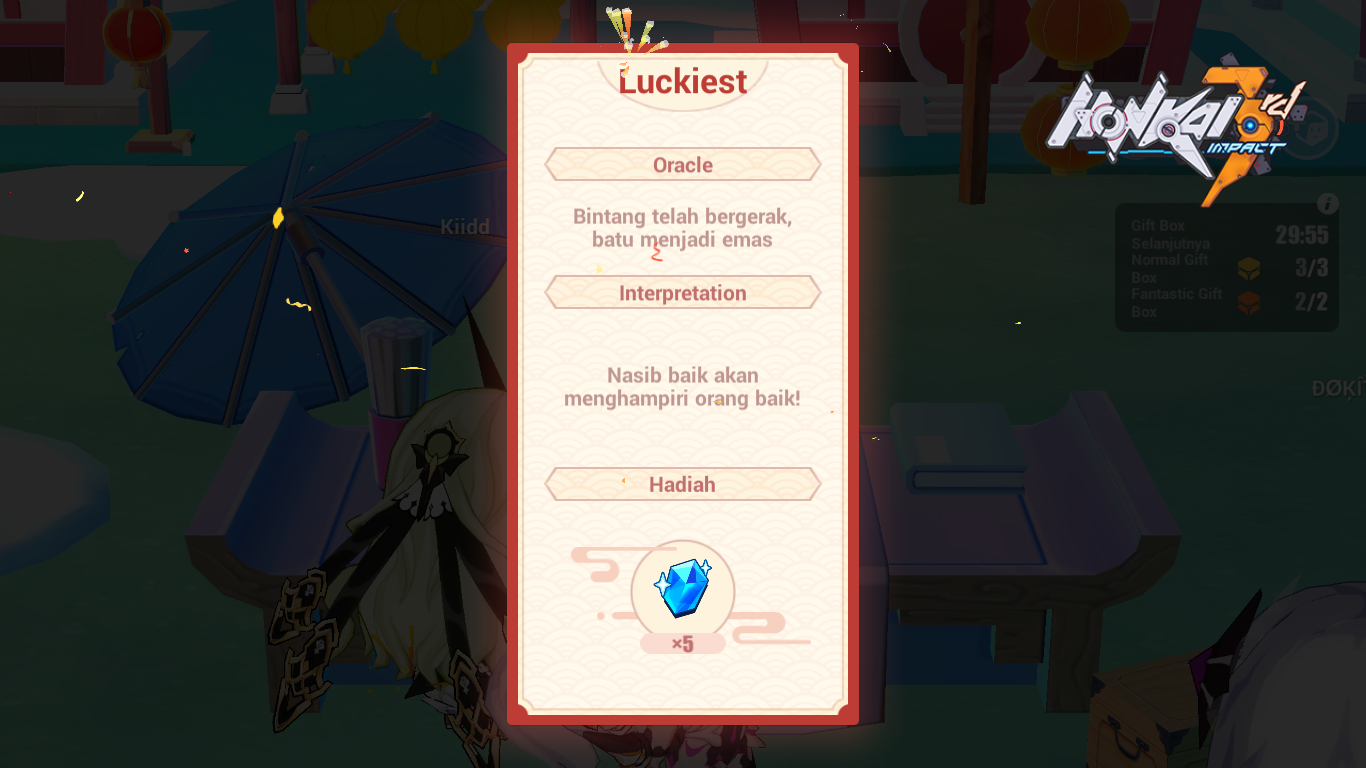 Luckiest
HONKAI 3rd
IMPACT
Oracle
Bintang telah bergerak,
batu menjadi emas
Interpretation
Nasib baik akan
menghampiri orang baik!
Hadiah
×5
Kiidd
i
Gift Box
Selanjutnya
29:55
Normal Gift
Box
3/3
Fantastic Gift
Box
2/2